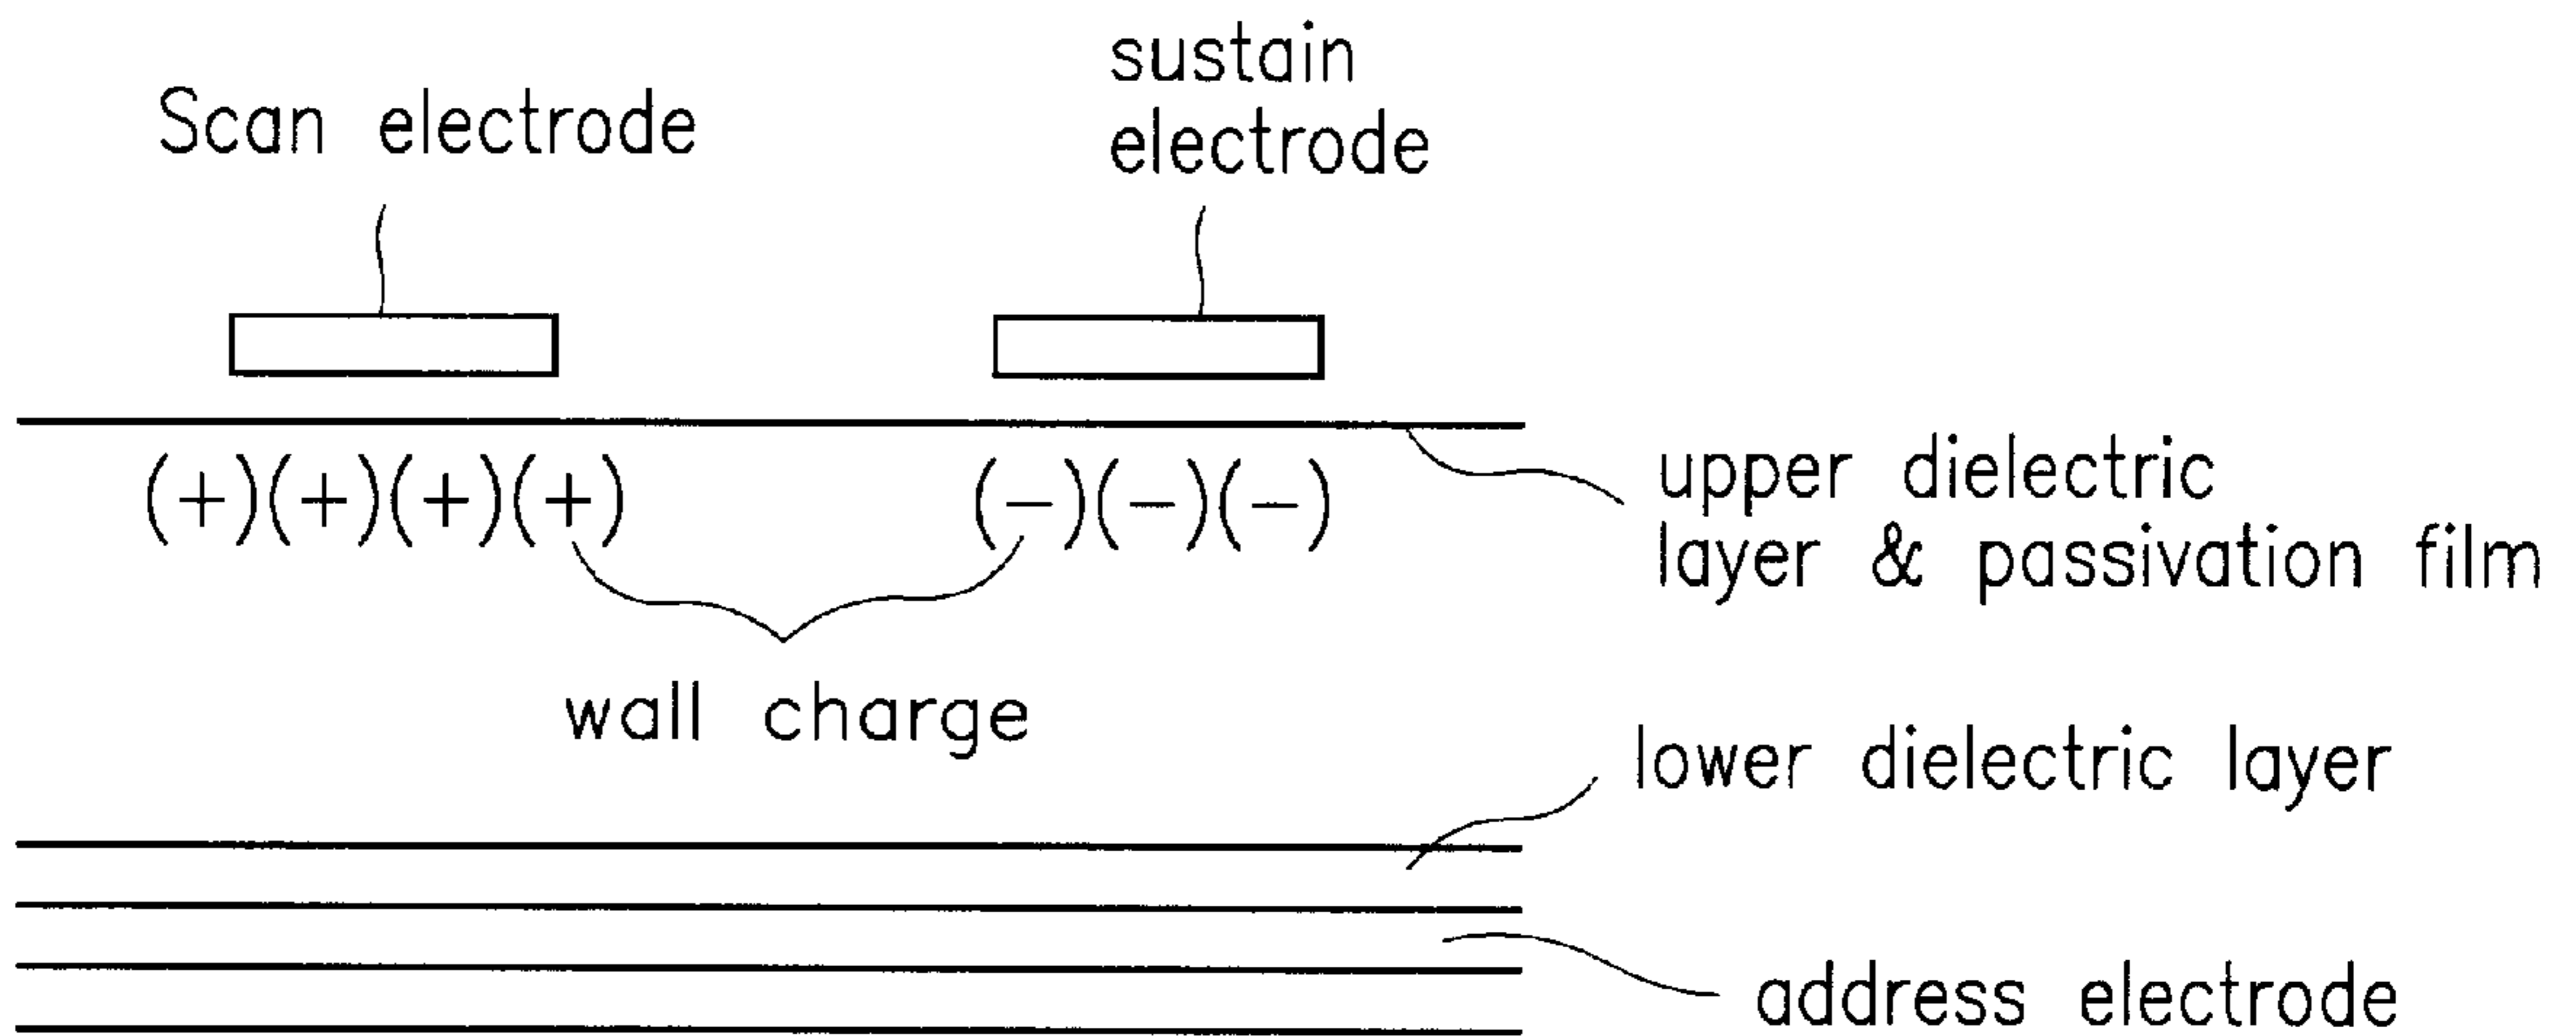 Scan electrode
sustain
electrode
(+)(+)(+)(+)
(-)(-)(-)
upper dielectric
layer & passivation film
wall charge
lower dielectric layer
address electrode